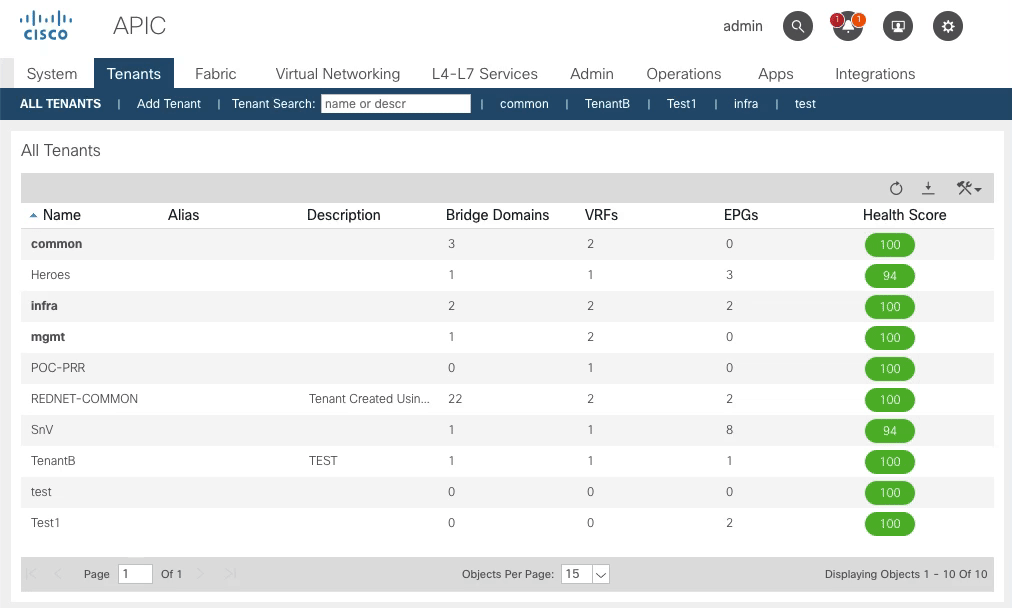 CISCO APIC admin 1 1
System Tenants Fabric Virtual Networking L4-L7 Services Admin Operations Apps Integrations
ALL TENANTS | Add Tenant | Tenant Search: name or descr | common | TenantB | Test1 | infra | test
All Tenants
Name Alias Description Bridge Domains VRFs EPGs Health Score
common 3 2 0 100
Heroes 1 1 3 94
infra 2 2 2 100
mgmt 1 2 0 100
POC-PRR 0 1 0 100
REDNET-COMMON Tenant Created Usin... 22 2 2 100
SnV 1 1 8 94
TenantB TEST 1 1 1 100
test 0 0 0 100
Test1 0 0 2 100
Page 1 Of 1 Objects Per Page: 15 Displaying Objects 1 - 10 Of 10